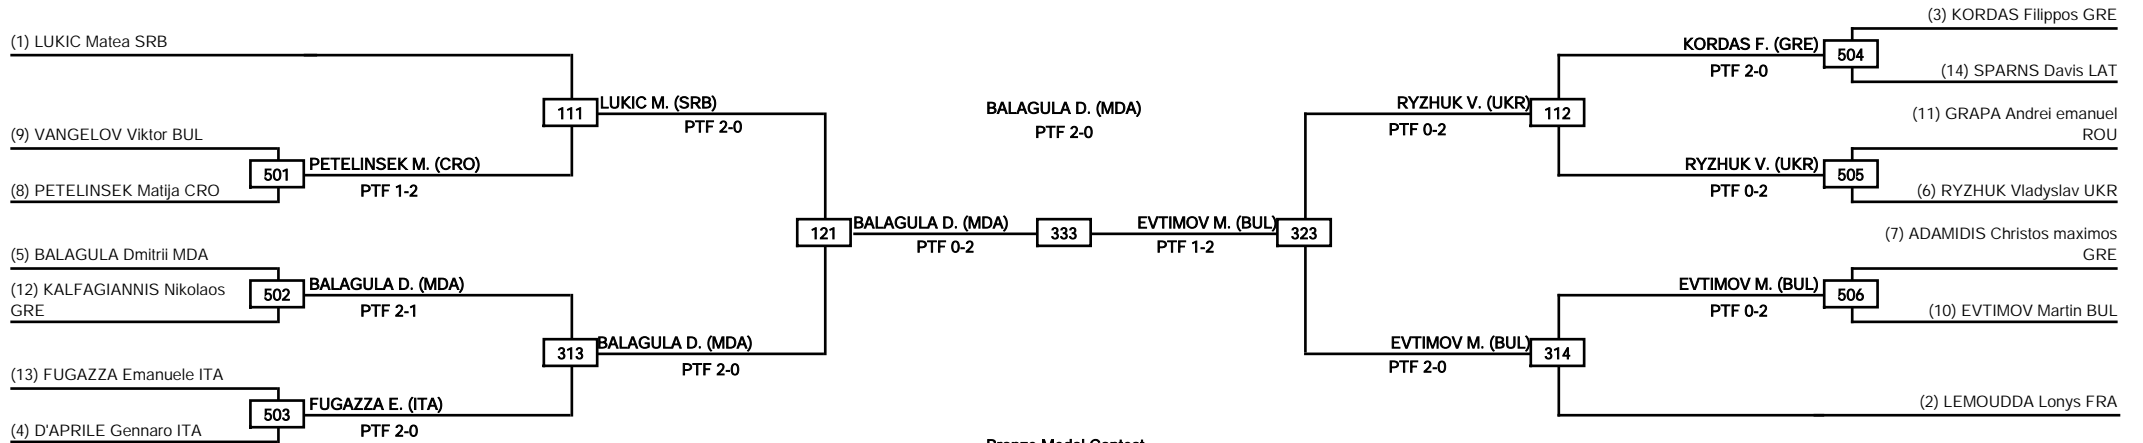 (1) LUKIC Matea SRB
111
LUKIC M. (SRB)
PTF 2-0
(9) VANGELOV Viktor BUL
501
PETELINSEK M. (CRO)
PTF 1-2
(8) PETELINSEK Matija CRO
121
BALAGULA D. (MDA)
PTF 0-2
(5) BALAGULA Dmitrii MDA
502
BALAGULA D. (MDA)
PTF 2-1
(12) KALFAGIANNIS Nikolaos
GRE
313
BALAGULA D. (MDA)
PTF 2-0
(13) FUGAZZA Emanuele ITA
503
FUGAZZA E. (ITA)
PTF 2-0
(4) D'APRILE Gennaro ITA
BALAGULA D. (MDA)
PTF 2-0
333
(3) KORDAS Filippos GRE
KORDAS F. (GRE)
504
PTF 2-0
(14) SPARNS Davis LAT
RYZHUK V. (UKR)
112
PTF 0-2
(11) GRAPA Andrei emanuel
ROU
RYZHUK V. (UKR)
505
PTF 0-2
(6) RYZHUK Vladyslav UKR
EVTIMOV M. (BUL)
323
PTF 1-2
(7) ADAMIDIS Christos maximos
GRE
EVTIMOV M. (BUL)
506
PTF 0-2
(10) EVTIMOV Martin BUL
EVTIMOV M. (BUL)
314
PTF 2-0
(2) LEMOUDDA Lonys FRA
Bronze Medal Contest